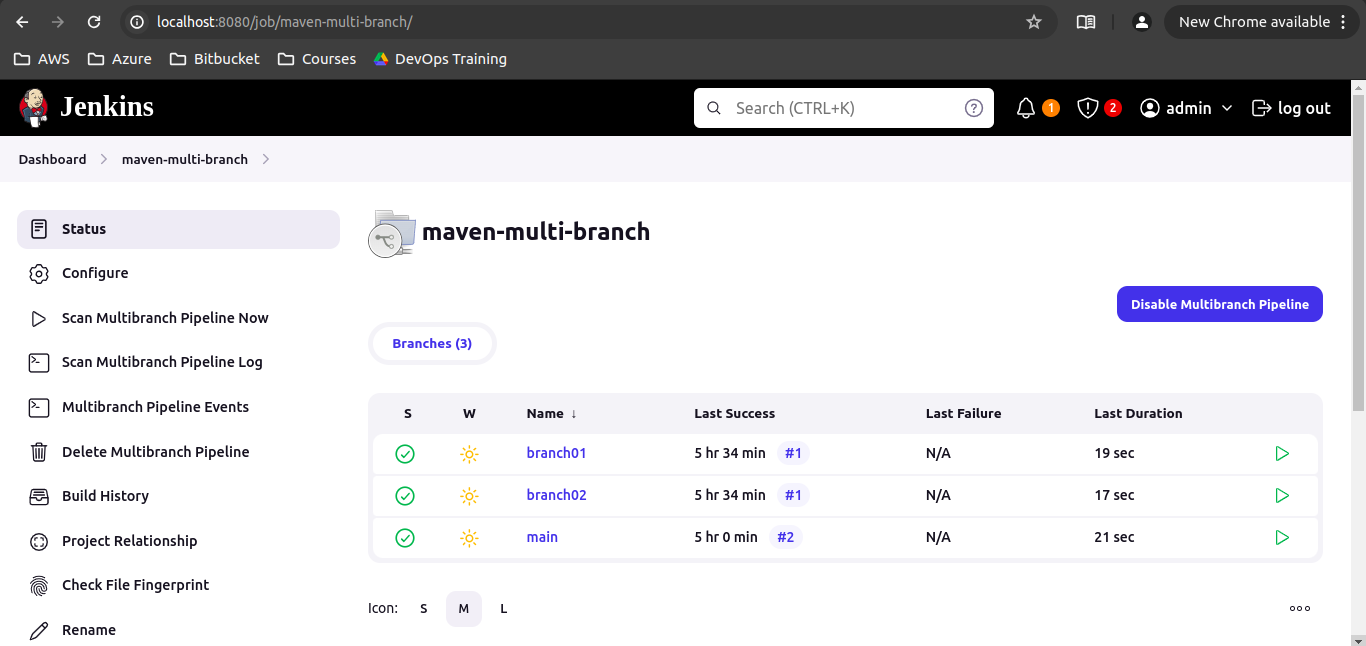 localhost:8080/job/maven-multi-branch/
New Chrome available
AWS
Azure
Bitbucket
Courses
DevOps Training
Jenkins
Search (CTRL+K)
?
1
2
admin
log out
Dashboard
maven-multi-branch
Status
Configure
Scan Multibranch Pipeline Now
Scan Multibranch Pipeline Log
Multibranch Pipeline Events
Delete Multibranch Pipeline
Build History
Project Relationship
Check File Fingerprint
Rename
maven-multi-branch
Disable Multibranch Pipeline
Branches (3)
S W Name ↓ Last Success Last Failure Last Duration
branch01 5 hr 34 min #1 N/A 19 sec
branch02 5 hr 34 min #1 N/A 17 sec
main 5 hr 0 min #2 N/A 21 sec
Icon: S M L